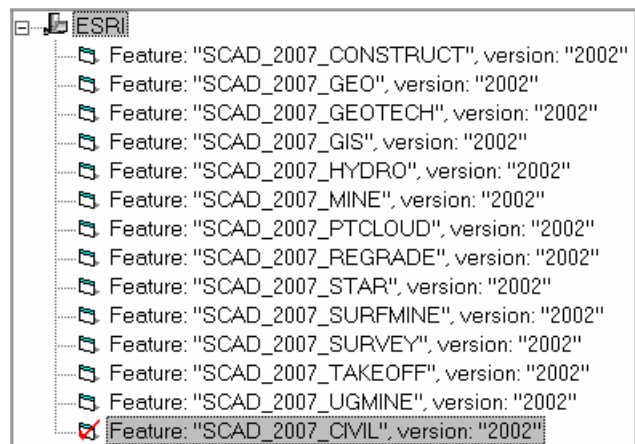 ESRI
Feature: "SCAD_2007_CONSTRUCT", version: "2002"
Feature: "SCAD_2007_GEO", version: "2002"
Feature: "SCAD_2007_GEOTECH", version: "2002"
Feature: "SCAD_2007_GIS", version: "2002"
Feature: "SCAD_2007_HYDRO", version: "2002"
Feature: "SCAD_2007_MINE", version: "2002"
Feature: "SCAD_2007_PTCLOUD", version: "2002"
Feature: "SCAD_2007_REGRADE", version: "2002"
Feature: "SCAD_2007_STAR", version: "2002"
Feature: "SCAD_2007_SURFMINE", version: "2002"
Feature: "SCAD_2007_SURVEY", version: "2002"
Feature: "SCAD_2007_TAKEOFF", version: "2002"
Feature: "SCAD_2007_UGMINE", version: "2002"
Feature: "SCAD_2007_CIVIL", version: "2002"